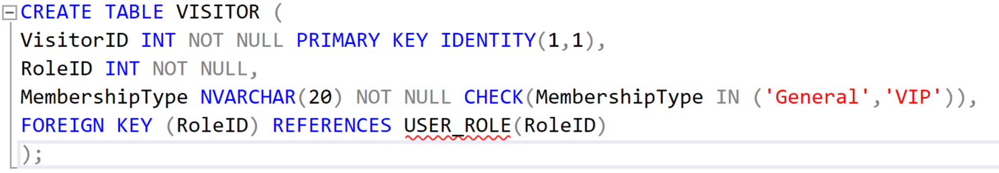 CREATE TABLE VISITOR (
VisitorID INT NOT NULL PRIMARY KEY IDENTITY(1,1),
RoleID INT NOT NULL,
MembershipType NVARCHAR(20) NOT NULL CHECK(MembershipType IN ('General','VIP')),
FOREIGN KEY (RoleID) REFERENCES USER_ROLE(RoleID)
);